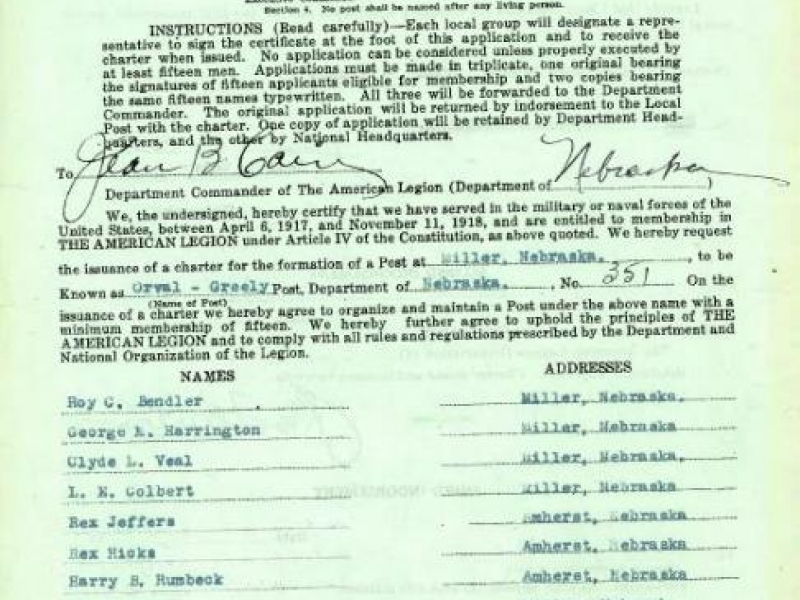 Section 4. No post shall be named after any living person.
INSTRUCTIONS (Read carefully)—Each local group will designate a repre-
sentative to sign the certificate at the foot of this application and to receive the
charter when issued. No application can be considered unless properly executed by
at least fifteen men. Applications must be made in triplicate, one original bearing
the signatures of fifteen applicants eligible for membership and two copies bearing
the same fifteen names typewritten. All three will be forwarded to the Department
Commander. The original application will be returned by indorsement to the Local
Post with the charter. One copy of application will be retained by Department Head-
quarters, and the other by National Headquarters.
To Jean B Cain Nebraska
Department Commander of The American Legion (Department of )
We, the undersigned, hereby certify that we have served in the military or naval forces of the
United States, between April 6, 1917, and November 11, 1918, and are entitled to membership in
THE AMERICAN LEGION under Article IV of the Constitution, as above quoted. We hereby request
the issuance of a charter for the formation of a Post at Miller, Nebraska. , to be
Known as Orval - Greely Post, Department of Nebraska. , No. 351 On the
(Name of Post)
issuance of a charter we hereby agree to organize and maintain a Post under the above name with a
minimum membership of fifteen. We hereby further agree to uphold the principles of THE
AMERICAN LEGION and to comply with all rules and regulations prescribed by the Department and
National Organization of the Legion.
NAMES ADDRESSES
Roy C. Bendler Miller, Nebraska.
George M. Harrington Miller, Nebraska
Clyde L. Veal Miller, Nebraska.
L. E. Colbert Miller, Nebraska
Rex Jeffers Amherst, Nebraska
Rex Hicks Amherst, Nebraska
Harry B. Rumbeck Amherst, Nebraska